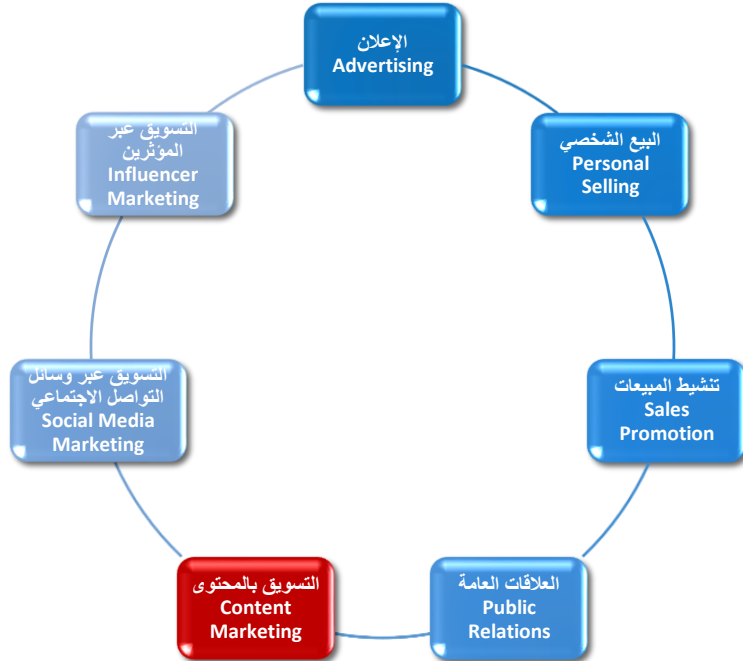 الإعلان
Advertising
البيع الشخصي
Personal
Selling
تنشيط المبيعات
Sales
Promotion
العلاقات العامة
Public
Relations
التسويق بالمحتوى
Content
Marketing
التسويق عبر وسائل
التواصل الاجتماعي
Social Media
Marketing
التسويق عبر
المؤثرين
Influencer
Marketing